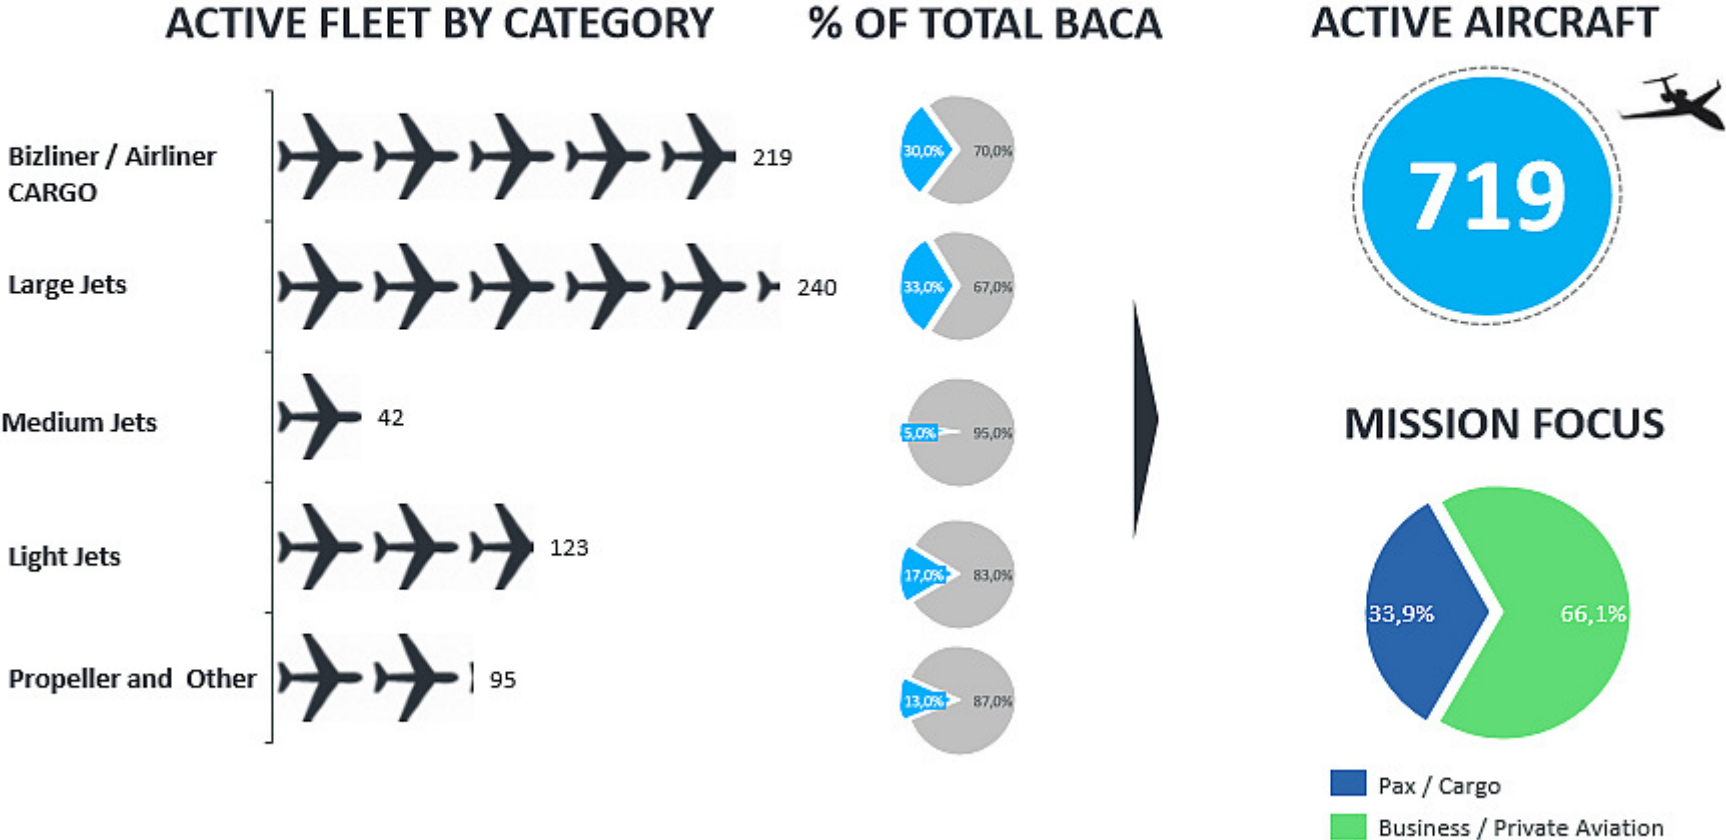 ACTIVE FLEET BY CATEGORY
% OF TOTAL BACA
ACTIVE AIRCRAFT
Bizliner / Airliner
CARGO
219
30,0%
70,0%
719
Large Jets
240
33,0%
67,0%
Medium Jets
42
5,0%
95,0%
Light Jets
123
17,0%
83,0%
Propeller and Other
95
13,0%
87,0%
MISSION FOCUS
33,9%
66,1%
Pax / Cargo
Business / Private Aviation